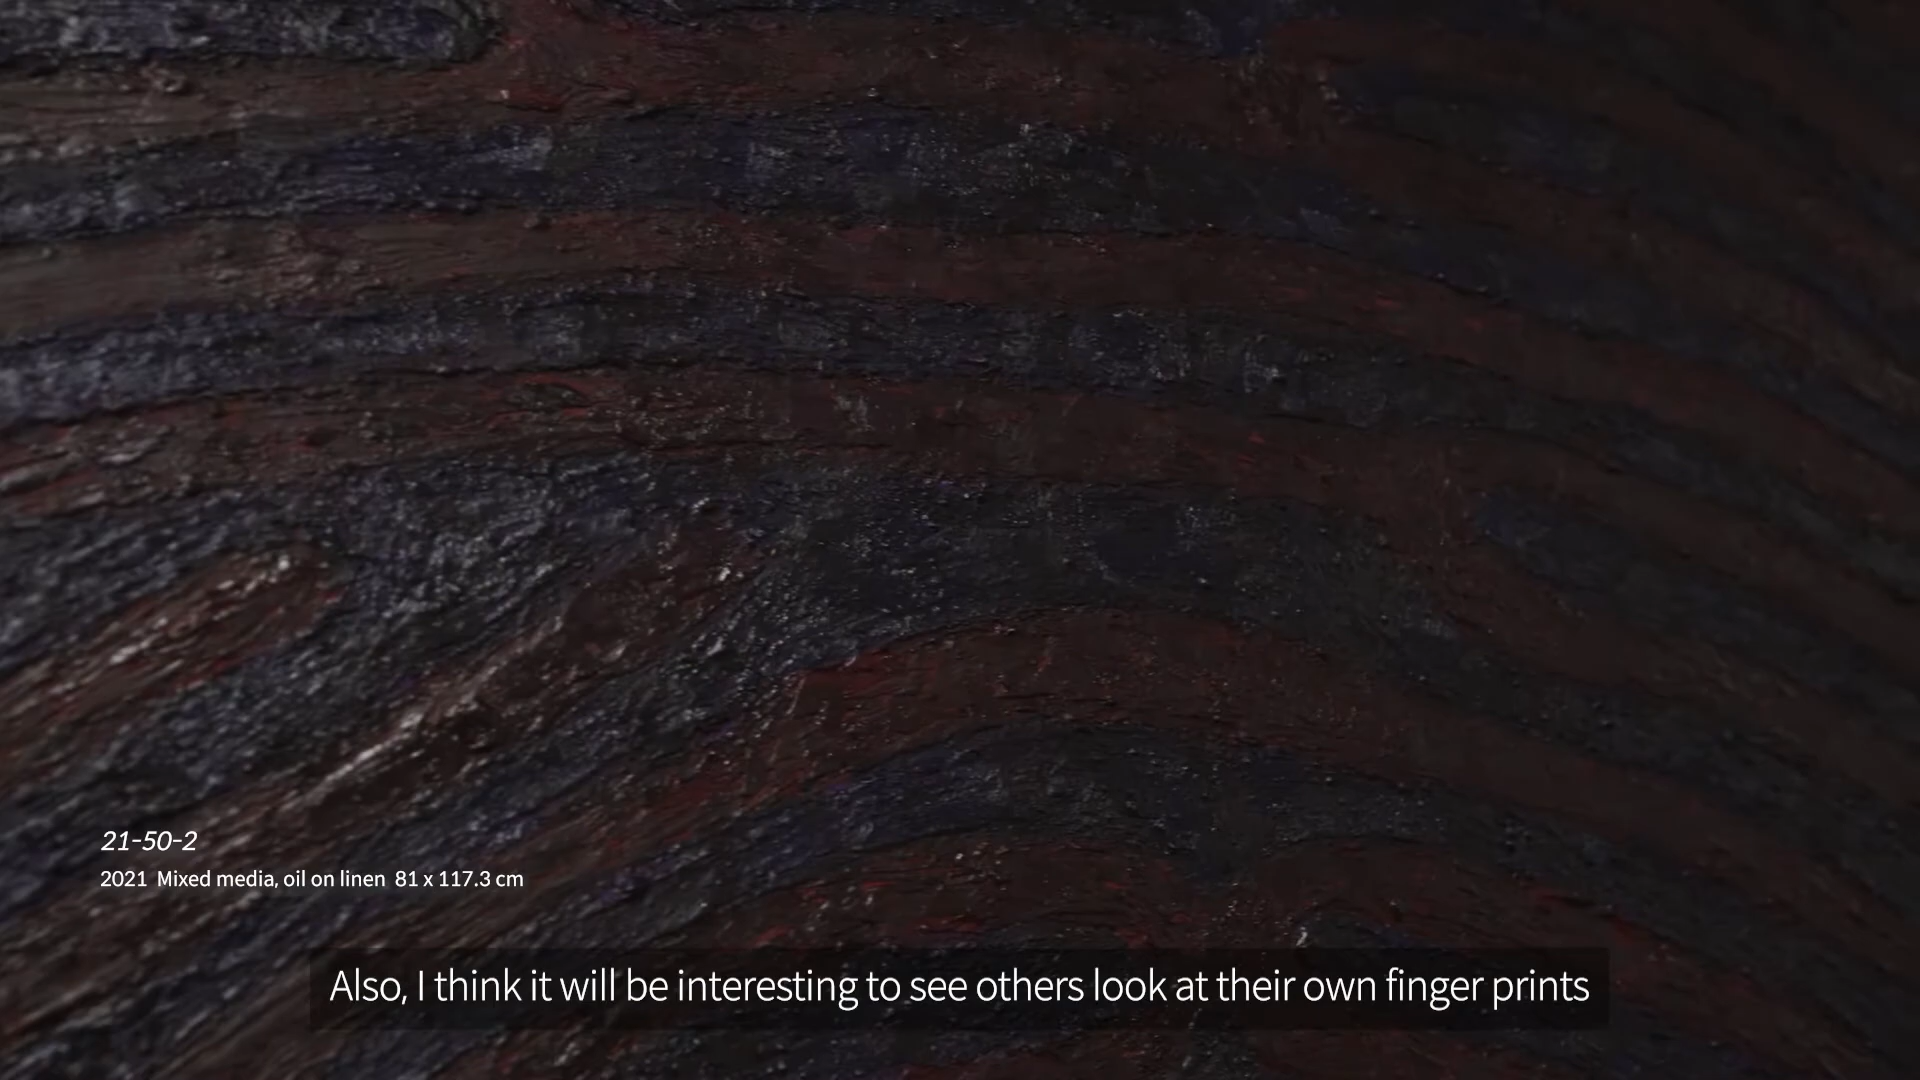 21-50-2
2021 Mixed media, oil on linen 81 x 117.3 cm
Also, I think it will be interesting to see others look at their own finger prints